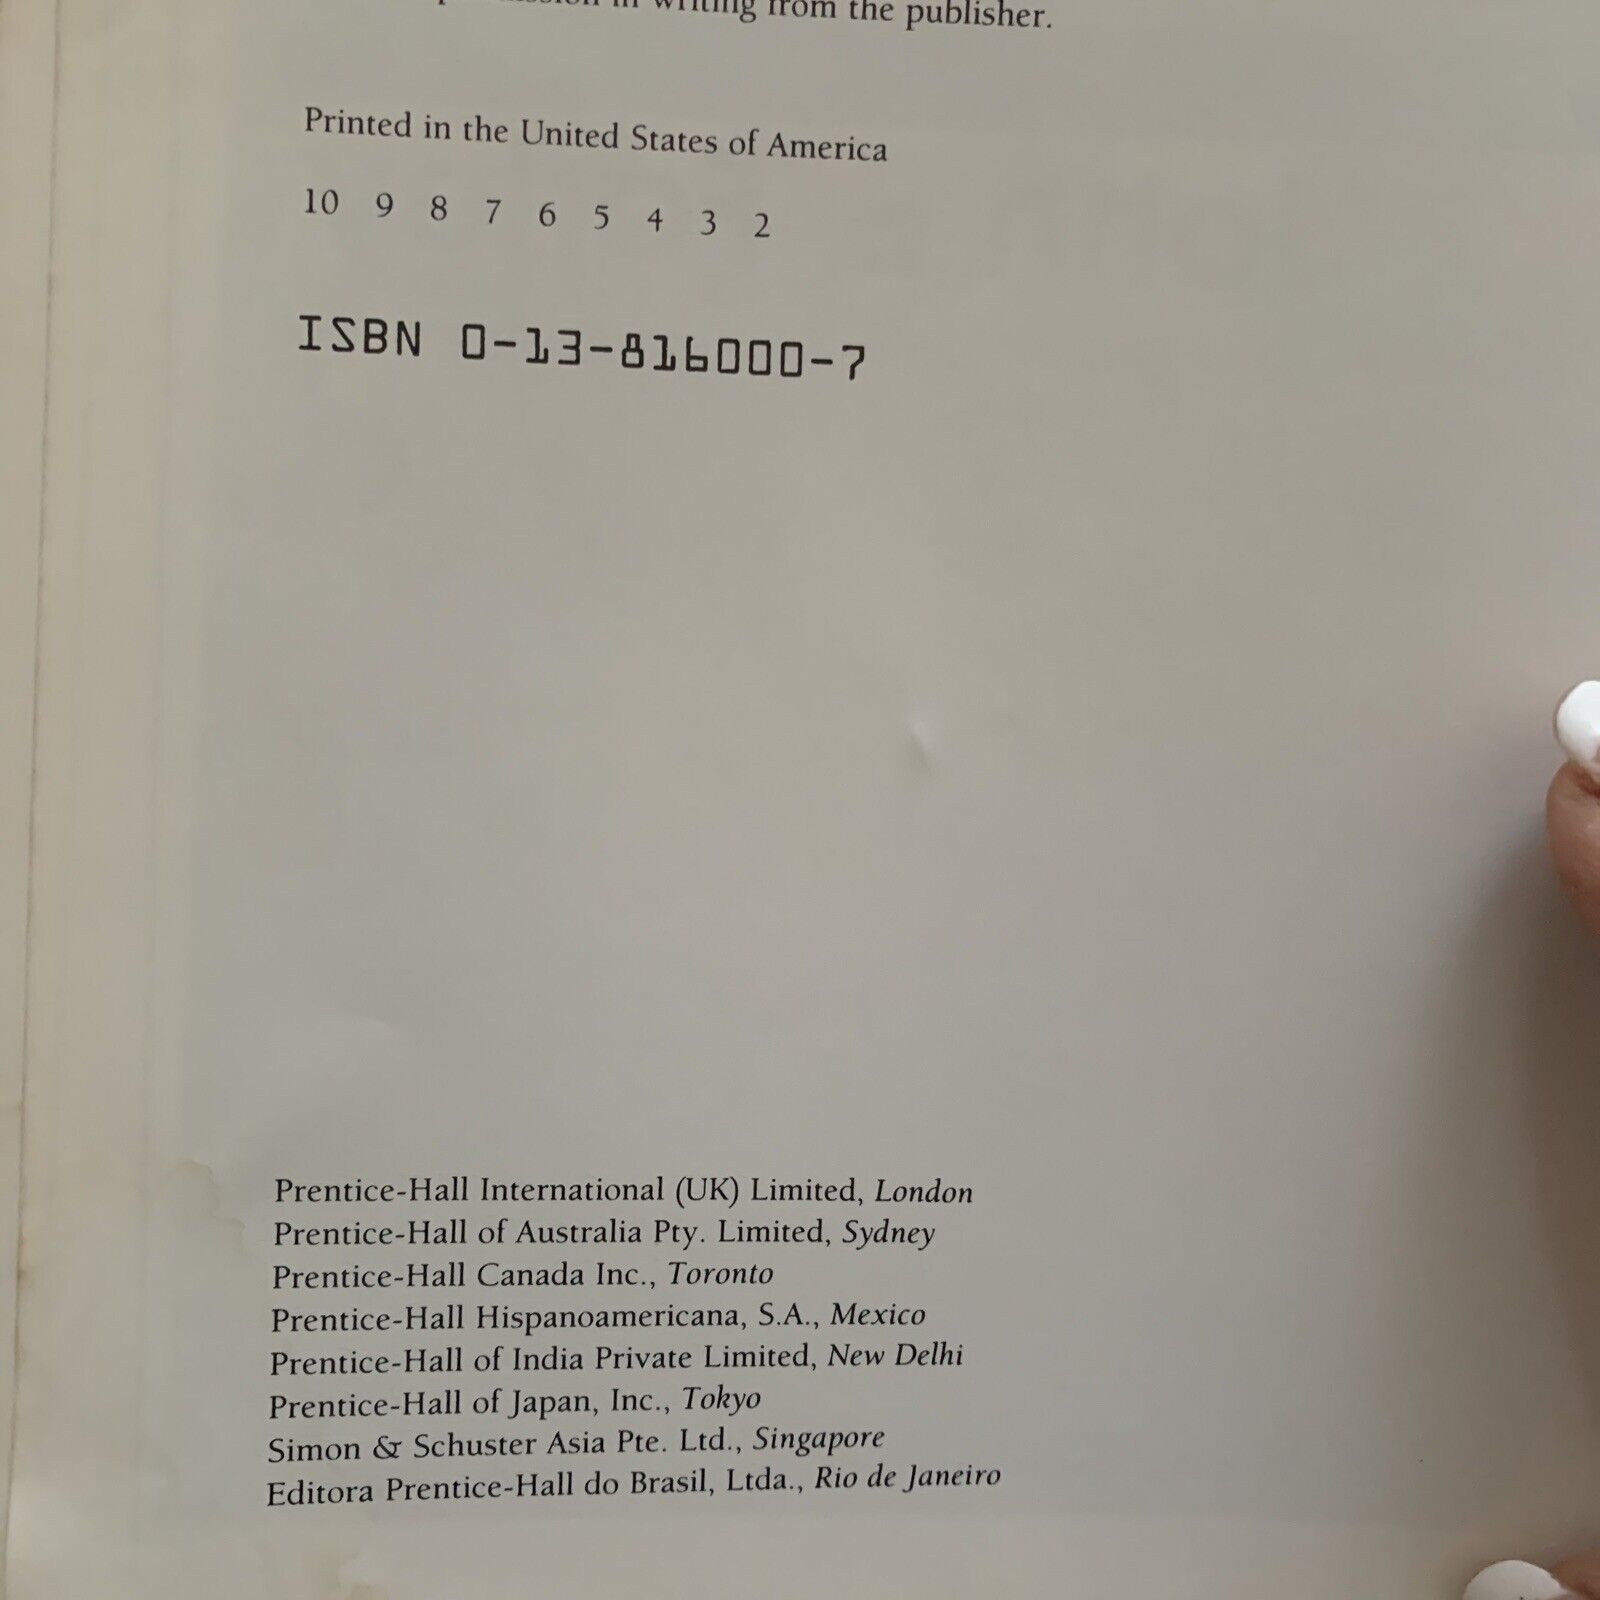 in writing from the publisher.
Printed in the United States of America
10 9 8 7 6 5 4 3 2
ISBN 0-13-816000-7
Prentice-Hall International (UK) Limited, London
Prentice-Hall of Australia Pty. Limited, Sydney
Prentice-Hall Canada Inc., Toronto
Prentice-Hall Hispanoamericana, S.A., Mexico
Prentice-Hall of India Private Limited, New Delhi
Prentice-Hall of Japan, Inc., Tokyo
Simon & Schuster Asia Pte. Ltd., Singapore
Editora Prentice-Hall do Brasil, Ltda., Rio de Janeiro